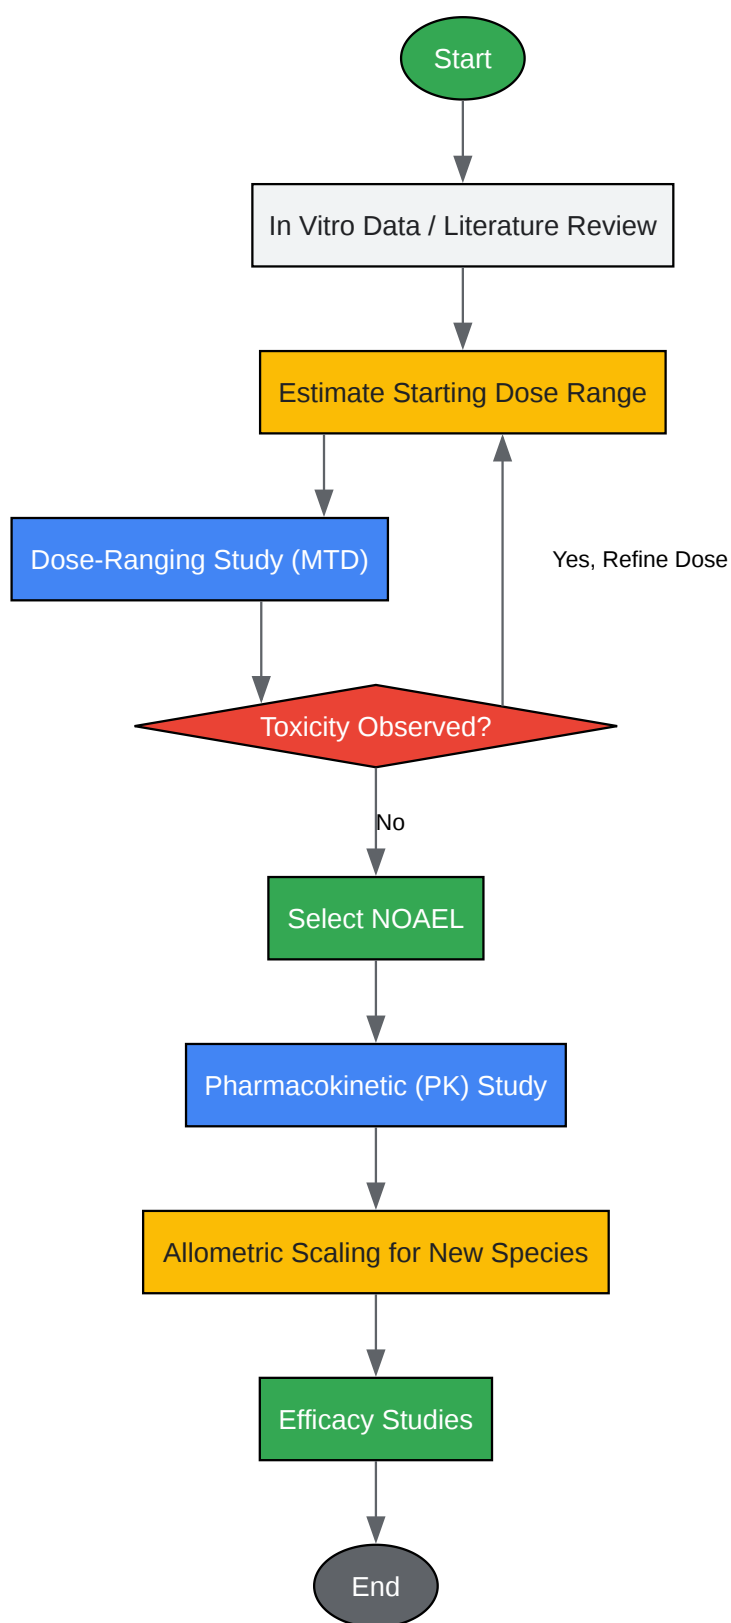 Start
In Vitro Data / Literature Review
Estimate Starting Dose Range
Dose-Ranging Study (MTD)
Yes, Refine Dose
Toxicity Observed?
No
Select NOAEL
Pharmacokinetic (PK) Study
Allometric Scaling for New Species
Efficacy Studies
End